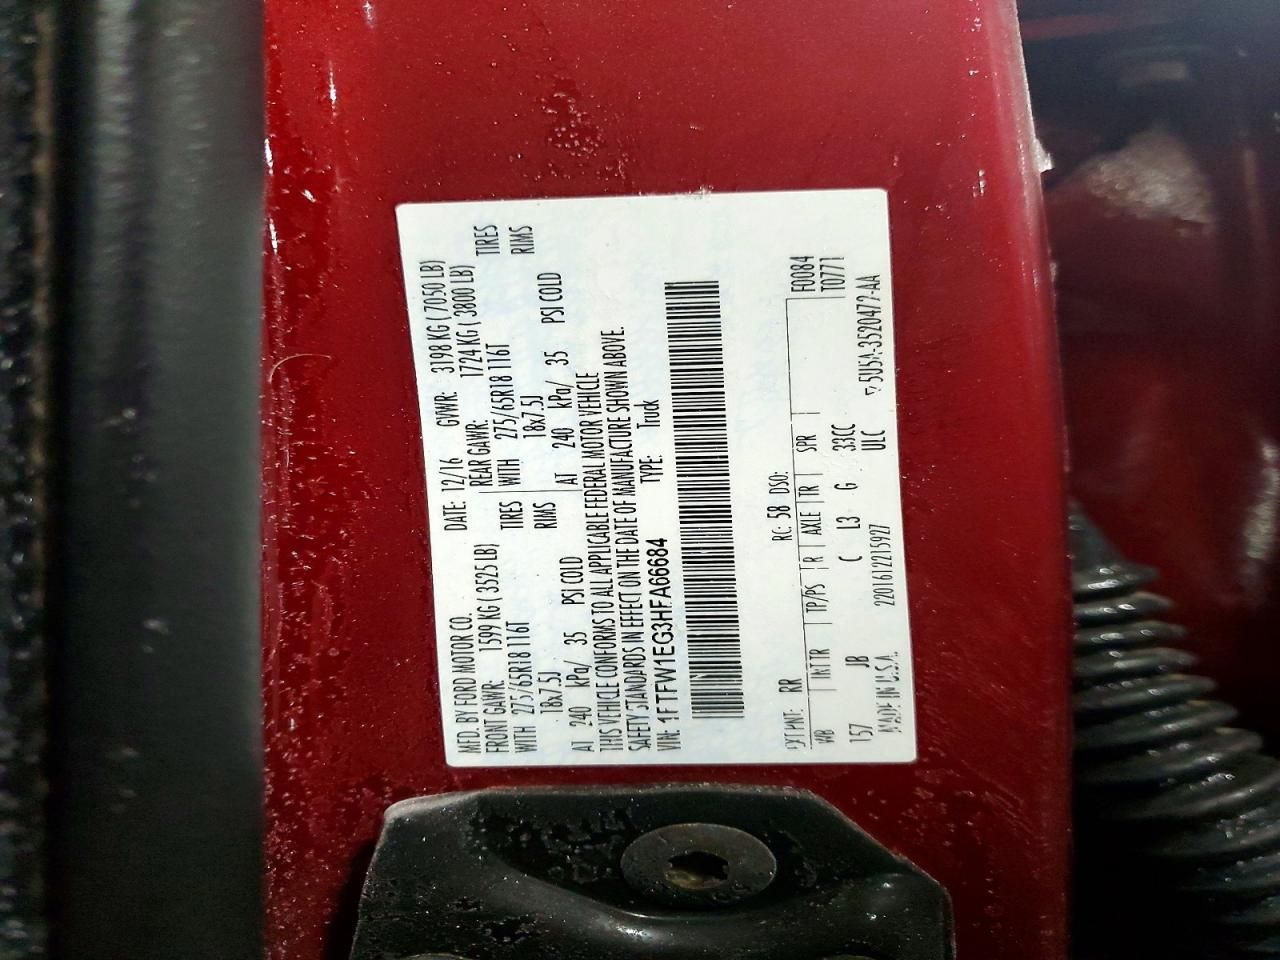 MFD. BY FORD MOTOR CO. DATE: 12/16 GVWR: 3198 KG ( 7050 LB)
FRONT GAWR: 1599 KG ( 3525 LB) REAR GAWR: 1724 KG ( 3800 LB)
WITH 275/65R18 116T TIRES WITH 275/65R18 116T TIRES
18x7.5J RIMS 18x7.5J RIMS
AT 240 kPa/ 35 PSI COLD AT 240 kPa/ 35 PSI COLD
THIS VEHICLE CONFORMS TO ALL APPLICABLE FEDERAL MOTOR VEHICLE
SAFETY STANDARDS IN EFFECT ON THE DATE OF MANUFACTURE SHOWN ABOVE.
VIN: 1FTFW1EG3HFA66684 TYPE: Truck
EXT PNT: RR RC: 58 DSO: F0084
WB INTTR TP/PS R AXLE TR SPR T0771
157 JB C L3 G 33CC
MADE IN U.S.A. 2201612215927 ULC 5U5A-3520472-AA